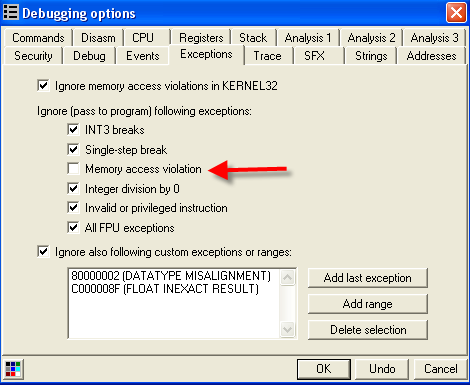 Debugging options
Commands Disasm CPU Registers Stack Analysis 1 Analysis 2 Analysis 3
Security Debug Events Exceptions Trace SFX Strings Addresses
Ignore memory access violations in KERNEL32
Ignore (pass to program) following exceptions:
INT3 breaks
Single-step break
Memory access violation
Integer division by 0
Invalid or privileged instruction
All FPU exceptions
Ignore also following custom exceptions or ranges:
80000002 (DATATYPE MISALIGNMENT)
C000008F (FLOAT INEXACT RESULT)
Add last exception
Add range
Delete selection
OK Undo Cancel